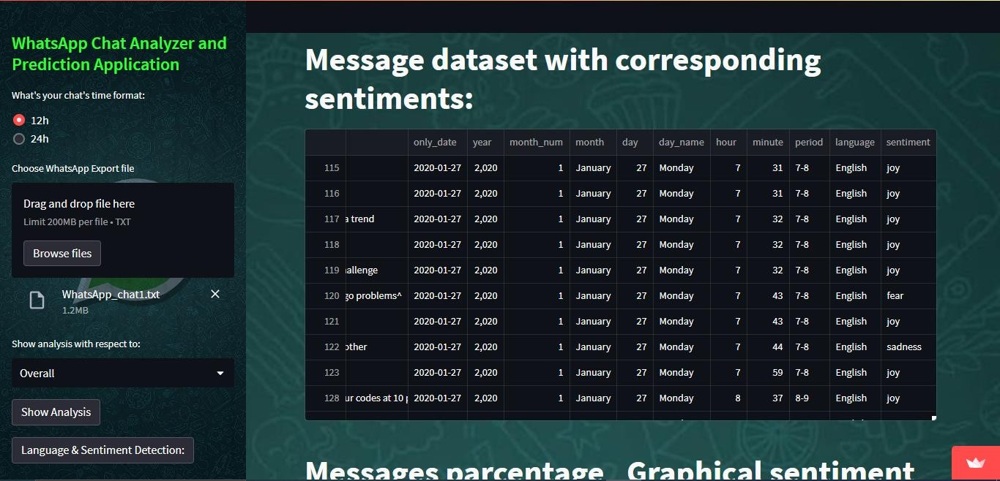 WhatsApp Chat Analyzer and
Prediction Application
What's your chat's time format:
12h
24h
Choose WhatsApp Export file
Drag and drop file here
Limit 200MB per file • TXT
Browse files
WhatsApp_chat1.txt
1.2MB
Show analysis with respect to:
Overall
Show Analysis
Language & Sentiment Detection:
Message dataset with corresponding
sentiments:
only_date year month_num month day day_name hour minute period language sentiment
115 2020-01-27 2,020 1 January 27 Monday 7 31 7-8 English joy
116 2020-01-27 2,020 1 January 27 Monday 7 31 7-8 English joy
117 a trend 2020-01-27 2,020 1 January 27 Monday 7 32 7-8 English joy
118 2020-01-27 2,020 1 January 27 Monday 7 32 7-8 English joy
119 allenge 2020-01-27 2,020 1 January 27 Monday 7 32 7-8 English joy
120 go problems^ 2020-01-27 2,020 1 January 27 Monday 7 43 7-8 English fear
121 2020-01-27 2,020 1 January 27 Monday 7 43 7-8 English joy
122 other 2020-01-27 2,020 1 January 27 Monday 7 44 7-8 English sadness
123 2020-01-27 2,020 1 January 27 Monday 7 59 7-8 English joy
128 ur codes at 10 p 2020-01-27 2,020 1 January 27 Monday 8 37 8-9 English joy
Messages parcentage Graphical sentiment